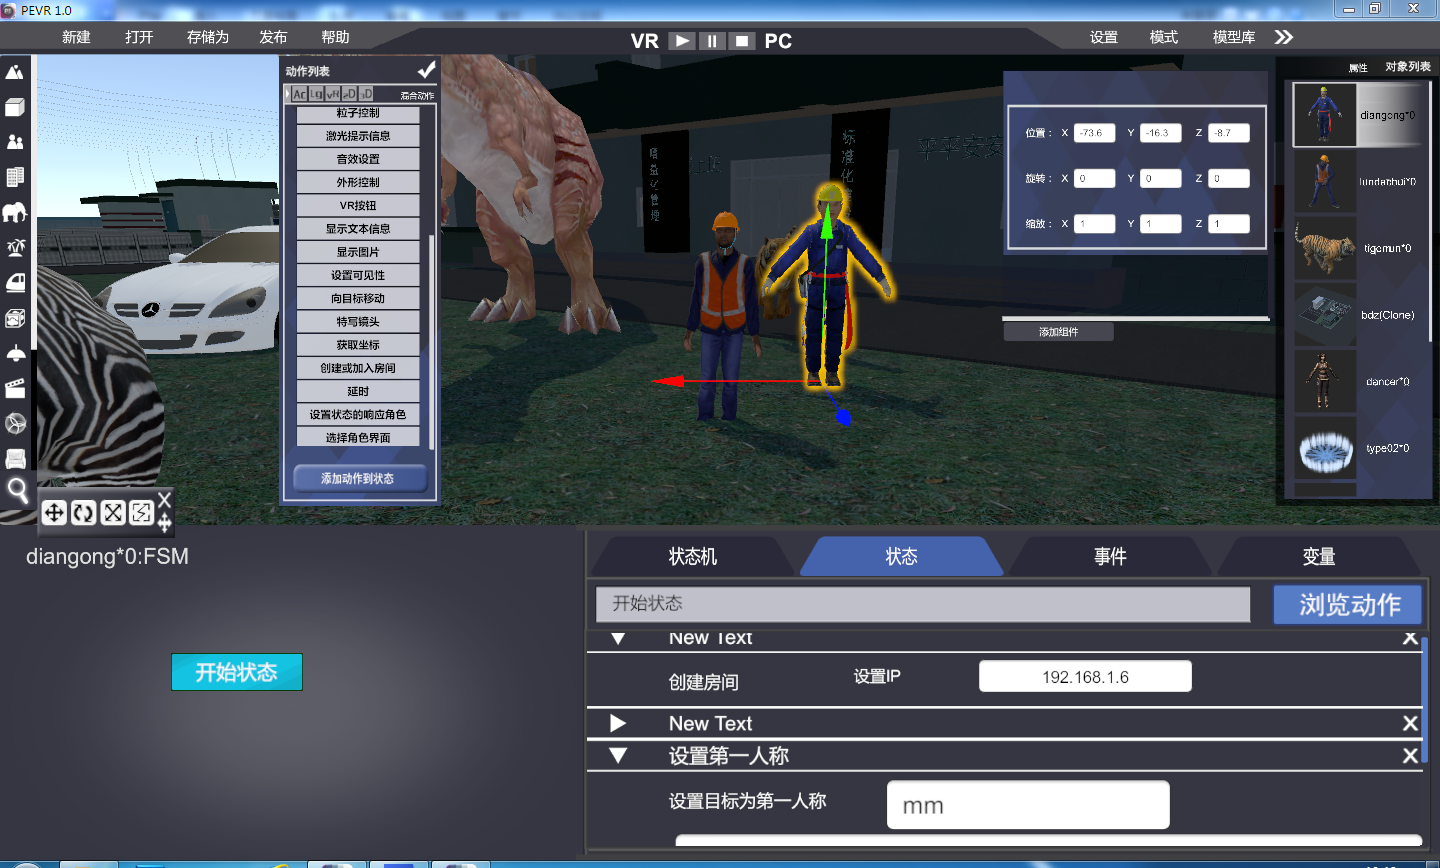 PEVR 1.0
新建 打开 存储为 发布 帮助
VR PC
设置 模式 模型库
动作列表
混合动作
粒子控制
激光提示信息
音效设置
外形控制
VR按钮
显示文本信息
显示图片
设置可见性
向目标移动
特写镜头
获取坐标
创建或加入房间
延时
设置状态的响应角色
选择角色界面
添加动作到状态
标准化
平平安安
位置： X -73.6 Y -16.3 Z -8.7
旋转： X 0 Y 0 Z 0
缩放： X 1 Y 1 Z 1
添加组件
属性 对象列表
diangong*0
bdz(Clone)
dancer*0
type02*0
diangong*0:FSM
开始状态
状态机 状态 事件 变量
开始状态 浏览动作
New Text X
创建房间 设置IP 192.168.1.6
New Text X
设置第一人称 X
设置目标为第一人称 mm